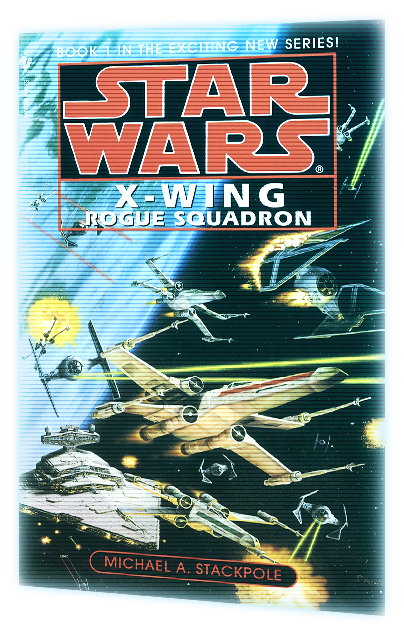 BOOK 1 IN THE EXCITING NEW SERIES!
STAR
WARS®
X-WING
ROGUE SQUADRON
MICHAEL A. STACKPOLE